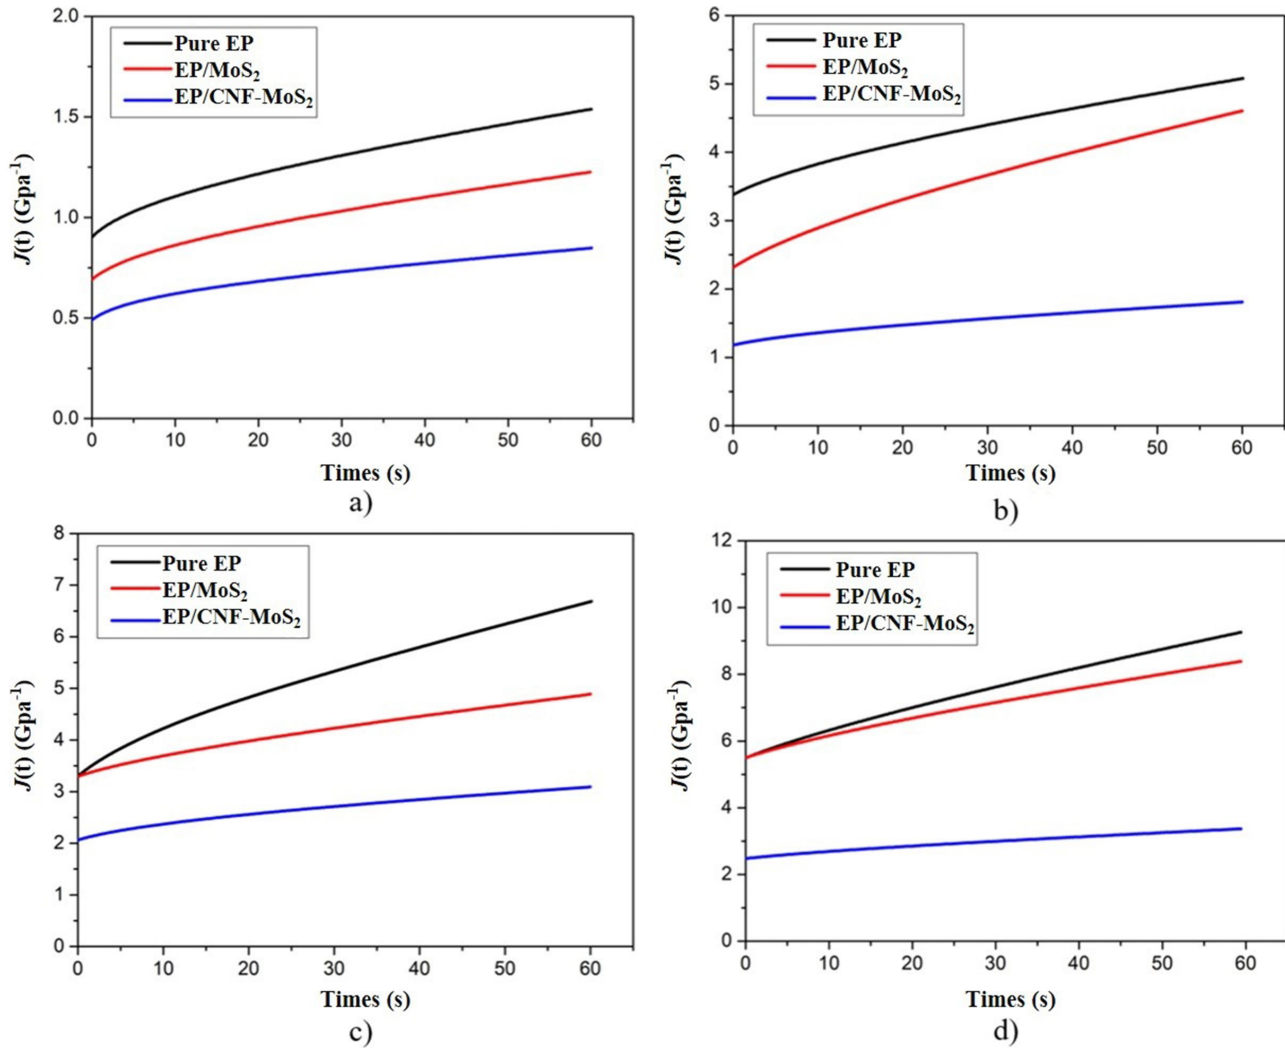 2.0
1.5
1.0
0.5
0.0
J(t) (Gpa⁻¹)
Pure EP
EP/MoS₂
EP/CNF-MoS₂
0 10 20 30 40 50 60
Times (s)
a)
6
5
4
3
2
1
0
J(t) (Gpa⁻¹)
Pure EP
EP/MoS₂
EP/CNF-MoS₂
0 10 20 30 40 50 60
Times (s)
b)
8
7
6
5
4
3
2
1
0
J(t) (Gpa⁻¹)
Pure EP
EP/MoS₂
EP/CNF-MoS₂
0 10 20 30 40 50 60
Times (s)
c)
12
10
8
6
4
2
0
J(t) (Gpa⁻¹)
Pure EP
EP/MoS₂
EP/CNF-MoS₂
0 10 20 30 40 50 60
Times (s)
d)